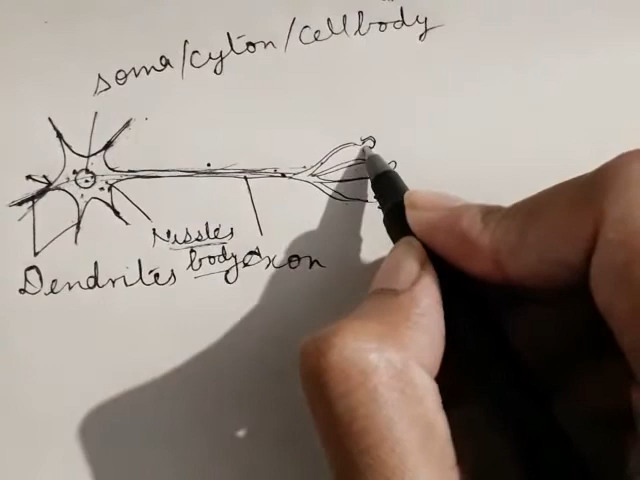 soma/cyton/cellbody
Nissles
body
Dendrites
axon